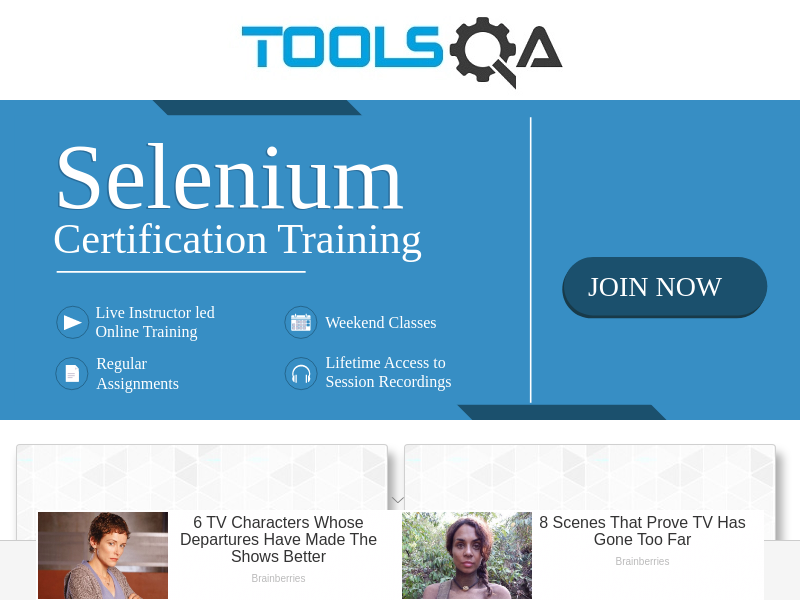 TOOLSQA
Selenium
Certification Training
JOIN NOW
Live Instructor led
Online Training
Weekend Classes
Regular
Assignments
Lifetime Access to
Session Recordings
6 TV Characters Whose
Departures Have Made The
Shows Better
Brainberries
8 Scenes That Prove TV Has
Gone Too Far
Brainberries